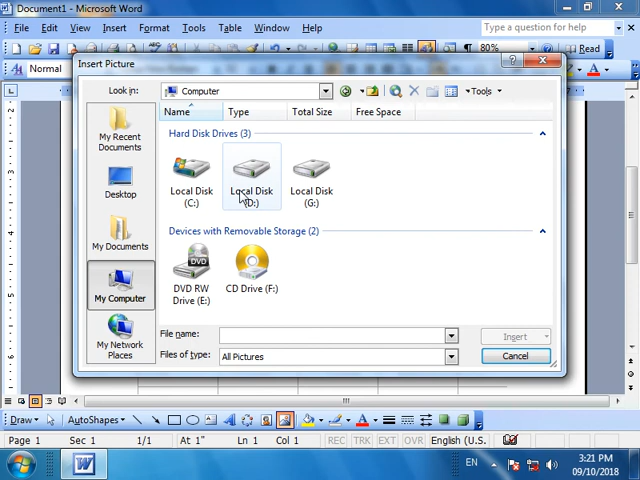 Document1 - Microsoft Word
File Edit View Insert Format Tools Table Window Help
Type a question for help
80% Read
Normal
Insert Picture
Look in: Computer Tools
Name Type Total Size Free Space
Hard Disk Drives (3)
Local Disk (C:)
Local Disk (D:)
Local Disk (G:)
Devices with Removable Storage (2)
DVD RW Drive (E:)
CD Drive (F:)
My Recent Documents
Desktop
My Documents
My Computer
My Network Places
File name:
Insert
Files of type: All Pictures
Cancel
Draw AutoShapes
Page 1 Sec 1 1/1 At 1" Ln 1 Col 1 REC TRK EXT OVR English (U.S.
EN
3:21 PM
09/10/2018